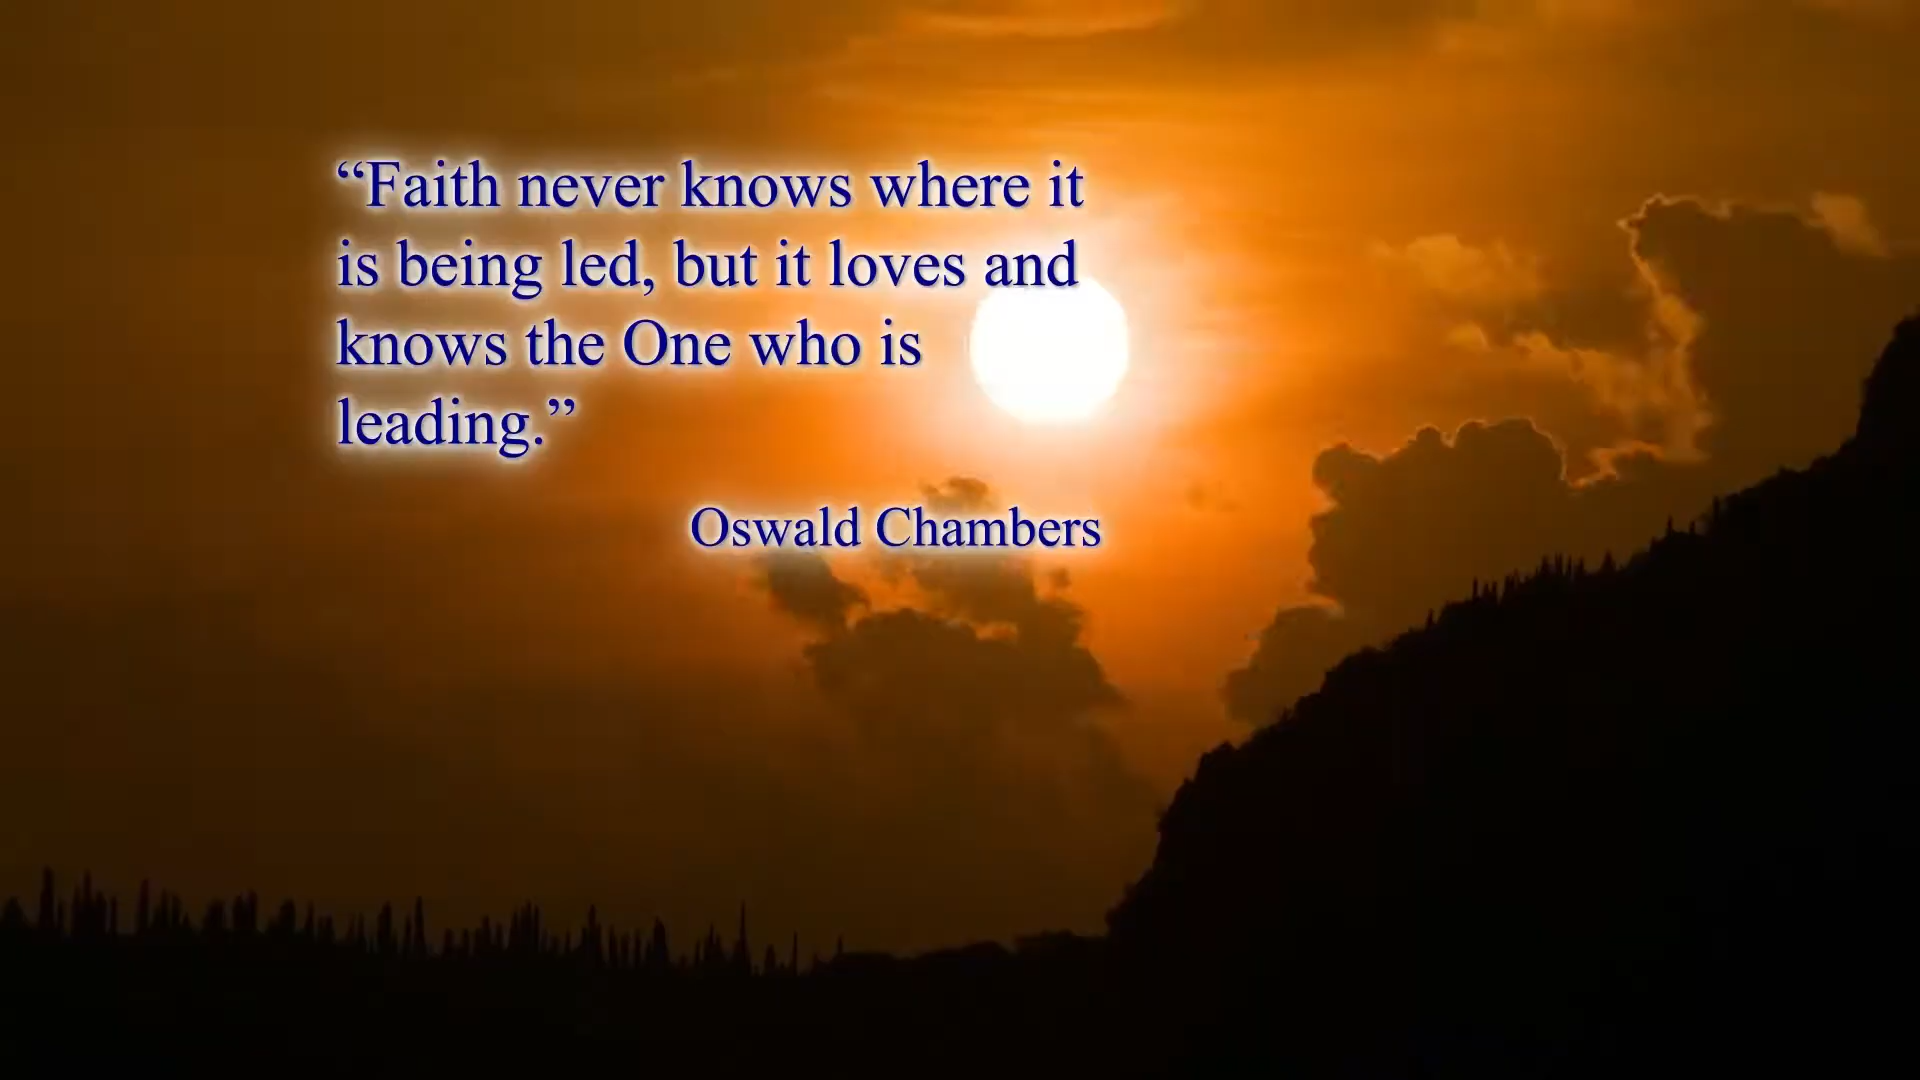 “Faith never knows where it
is being led, but it loves and
knows the One who is
leading.”
Oswald Chambers